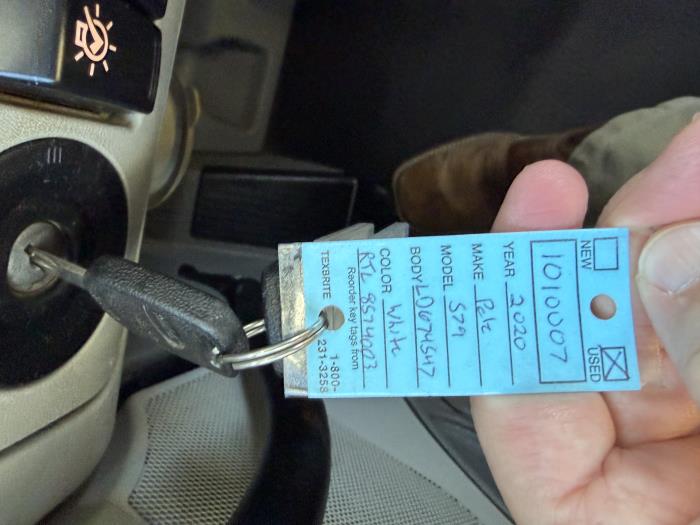 NEW USED
1010007
YEAR 2020
MAKE Pete
MODEL 579
BODY LD674547
COLOR White
RTL 8574003
Reorder key tags from
TEXBRITE 1-800-231-3258